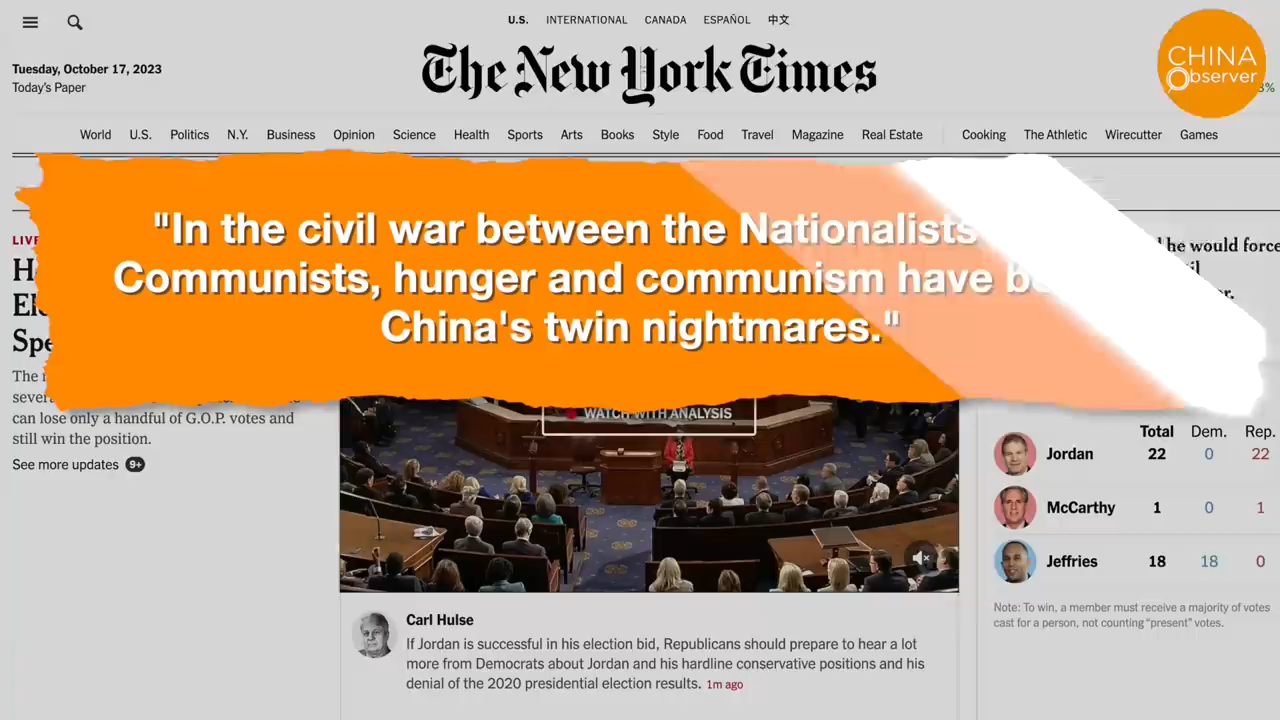 U.S. INTERNATIONAL CANADA ESPAÑOL 中文
The New York Times
Tuesday, October 17, 2023
Today's Paper
CHINA
Observer
World U.S. Politics N.Y. Business Opinion Science Health Sports Arts Books Style Food Travel Magazine Real Estate Cooking The Athletic Wirecutter Games
"In the civil war between the Nationalists
Communists, hunger and communism have
China's twin nightmares."
he would force
can lose only a handful of G.O.P. votes and
still win the position.
See more updates 9+
WATCH WITH ANALYSIS
Carl Hulse
If Jordan is successful in his election bid, Republicans should prepare to hear a lot
more from Democrats about Jordan and his hardline conservative positions and his
denial of the 2020 presidential election results. 1m ago
Total Dem. Rep.
Jordan 22 0 22
McCarthy 1 0 1
Jeffries 18 18 0
Note: To win, a member must receive a majority of votes
cast for a person, not counting “present” votes.